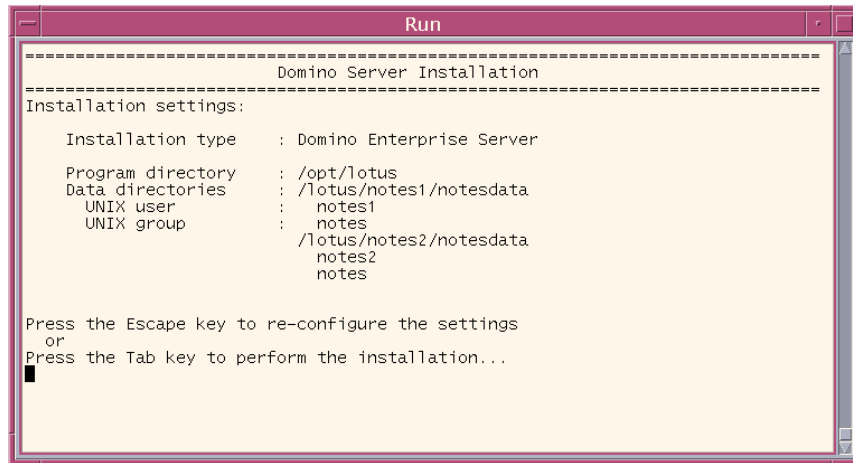 Run
================================================================================
Domino Server Installation
================================================================================
Installation settings:
Installation type : Domino Enterprise Server
Program directory : /opt/lotus
Data directories : /lotus/notes1/notesdata
UNIX user : notes1
UNIX group : notes
/lotus/notes2/notesdata
notes2
notes
Press the Escape key to re-configure the settings
or
Press the Tab key to perform the installation...